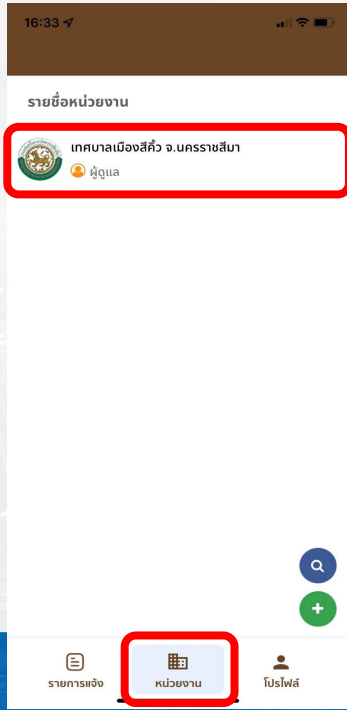 16:33
รายชื่อหน่วยงาน
เทศบาลเมืองสีคิ้ว จ.นครราชสีมา
ผู้ดูแล
รายการแจ้ง
หน่วยงาน
โปรไฟล์